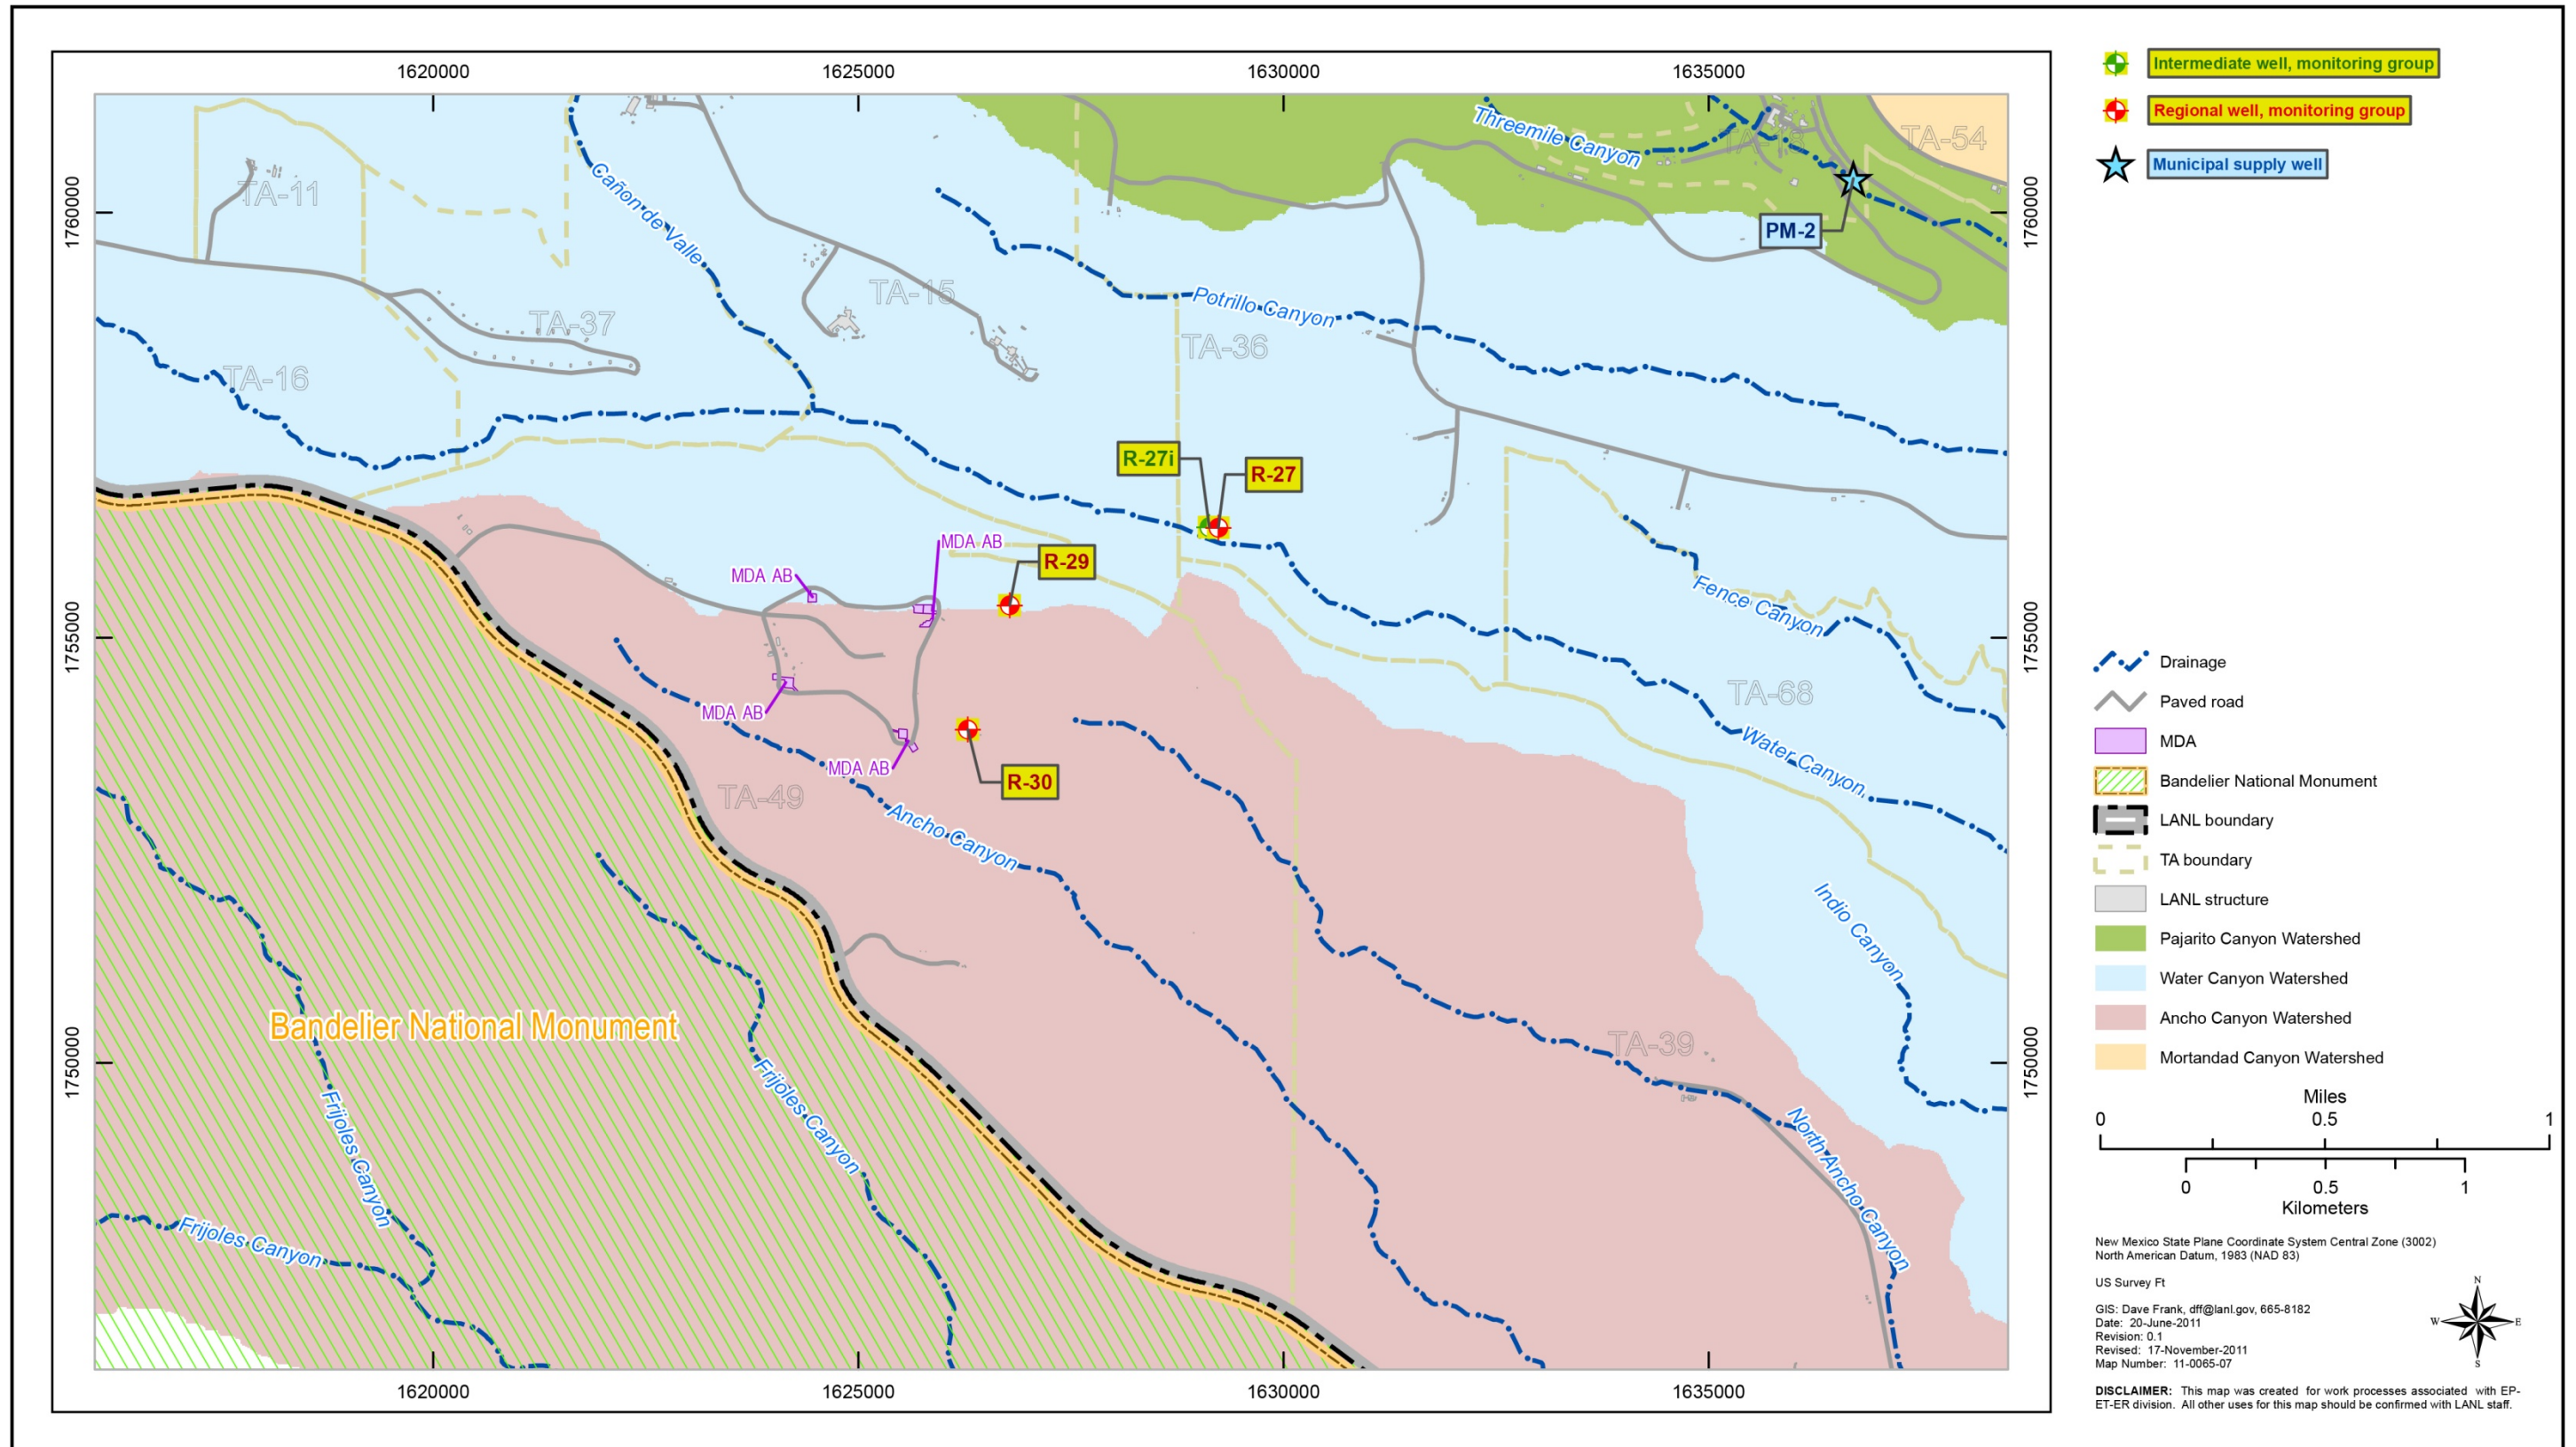 1620000
1625000
1630000
1635000
1760000
1755000
1750000
1760000
1755000
1750000
1620000
1625000
1630000
1635000
Threemile Canyon
TA-54
TA-11
Cañon de Valle
PM-2
TA-15
Potrillo Canyon
TA-37
TA-36
TA-16
R-27i
R-27
MDA AB
R-29
MDA AB
Fence Canyon
TA-68
MDA AB
Water Canyon
MDA AB
R-30
TA-49
Ancho Canyon
Indio Canyon
Bandelier National Monument
TA-39
Frijoles Canyon
Frijoles Canyon
North Ancho Canyon
Frijoles Canyon
Intermediate well, monitoring group
Regional well, monitoring group
Municipal supply well
Drainage
Paved road
MDA
Bandelier National Monument
LANL boundary
TA boundary
LANL structure
Pajarito Canyon Watershed
Water Canyon Watershed
Ancho Canyon Watershed
Mortandad Canyon Watershed
Miles
0 0.5 1
0 0.5 1
Kilometers
New Mexico State Plane Coordinate System Central Zone (3002)
North American Datum, 1983 (NAD 83)
US Survey Ft
GIS: Dave Frank, dff@lanl.gov, 665-8182
Date: 20-June-2011
Revision: 0.1
Revised: 17-November-2011
Map Number: 11-0065-07
N
W E
S
DISCLAIMER: This map was created for work processes associated with EP-
ET-ER division. All other uses for this map should be confirmed with LANL staff.